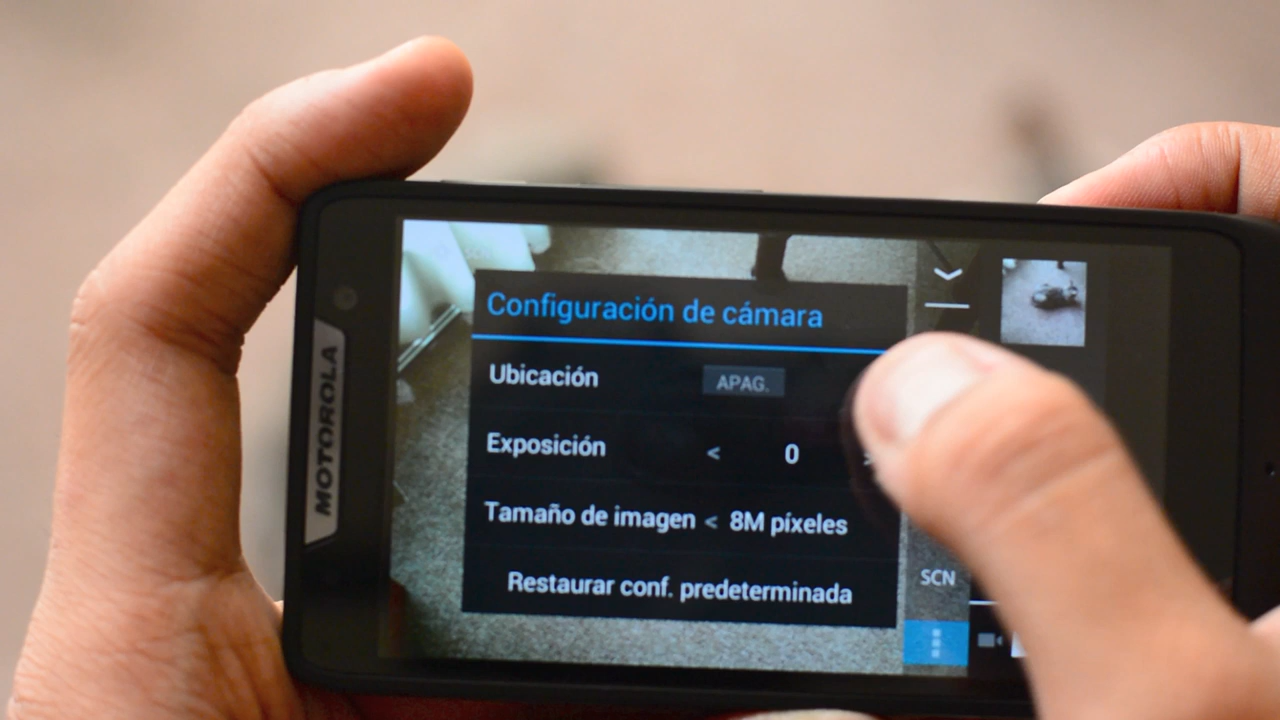 MOTOROLA
Configuración de cámara
Ubicación APAG.
Exposición < 0
Tamaño de imagen < 8M píxeles
Restaurar conf. predeterminada
SCN